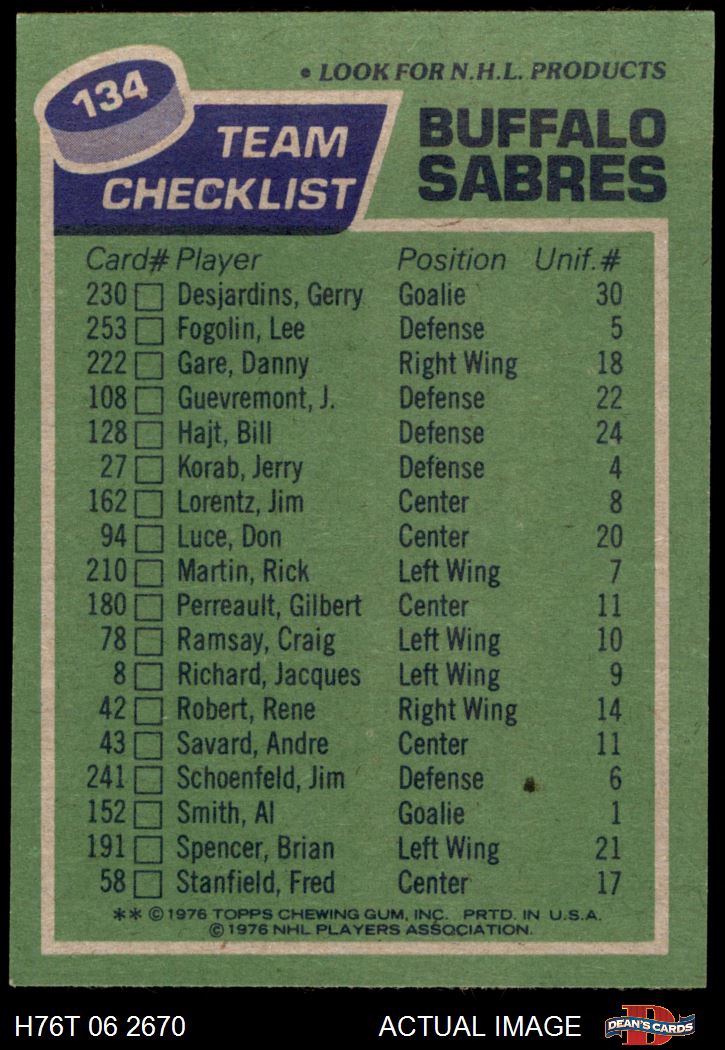 134
• LOOK FOR N.H.L. PRODUCTS
TEAM CHECKLIST
BUFFALO SABRES
Card# Player Position Unif.#
230 Desjardins, Gerry Goalie 30
253 Fogolin, Lee Defense 5
222 Gare, Danny Right Wing 18
108 Guevremont, J. Defense 22
128 Hajt, Bill Defense 24
27 Korab, Jerry Defense 4
162 Lorentz, Jim Center 8
94 Luce, Don Center 20
210 Martin, Rick Left Wing 7
180 Perreault, Gilbert Center 11
78 Ramsay, Craig Left Wing 10
8 Richard, Jacques Left Wing 9
42 Robert, Rene Right Wing 14
43 Savard, Andre Center 11
241 Schoenfeld, Jim Defense 6
152 Smith, Al Goalie 1
191 Spencer, Brian Left Wing 21
58 Stanfield, Fred Center 17
** ©1976 TOPPS CHEWING GUM, INC. PRTD. IN U.S.A.
©1976 NHL PLAYERS ASSOCIATION.
H76T 06 2670 ACTUAL IMAGE
D
DEAN'S CARDS